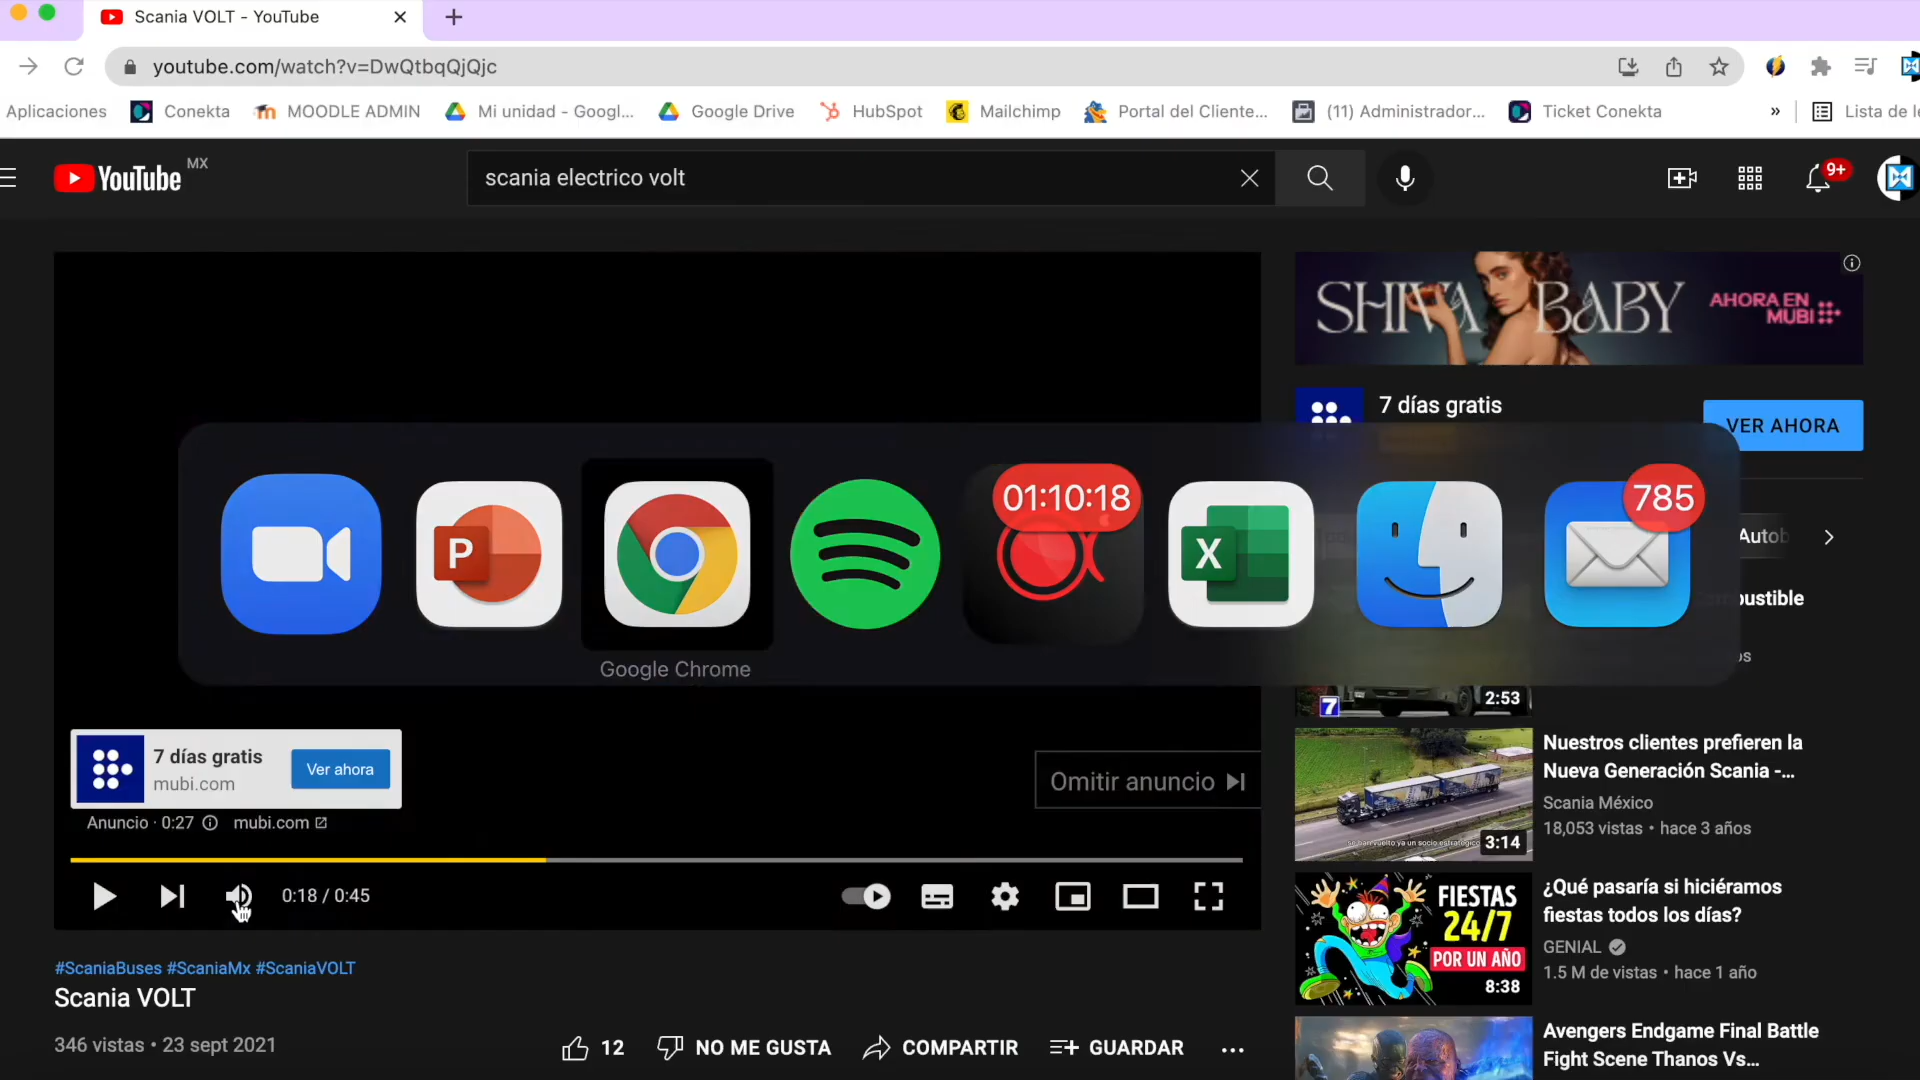 Scania VOLT - YouTube
youtube.com/watch?v=DwQtbqQjQjc
Aplicaciones
Conekta
MOODLE ADMIN
Mi unidad - Googl...
Google Drive
HubSpot
Mailchimp
Portal del Cliente...
(11) Administrador...
Ticket Conekta
»
Lista de
YouTube MX
scania electrico volt
9+
SHIVA BABY
AHORA EN
MUBI
7 días gratis
VER AHORA
01:10:18
785
P
X
Google Chrome
Autob
2:53
7
7 días gratis
mubi.com
Ver ahora
Omitir anuncio
Anuncio · 0:27
mubi.com
0:18 / 0:45
#ScaniaBuses #ScaniaMx #ScaniaVOLT
Scania VOLT
346 vistas • 23 sept 2021
12
NO ME GUSTA
COMPARTIR
GUARDAR
Nuestros clientes prefieren la
Nueva Generación Scania -...
Scania México
18,053 vistas • hace 3 años
3:14
FIESTAS
24/7
POR UN AÑO
8:38
¿Qué pasaría si hiciéramos
fiestas todos los días?
GENIAL
1.5 M de vistas • hace 1 año
Avengers Endgame Final Battle
Fight Scene Thanos Vs...